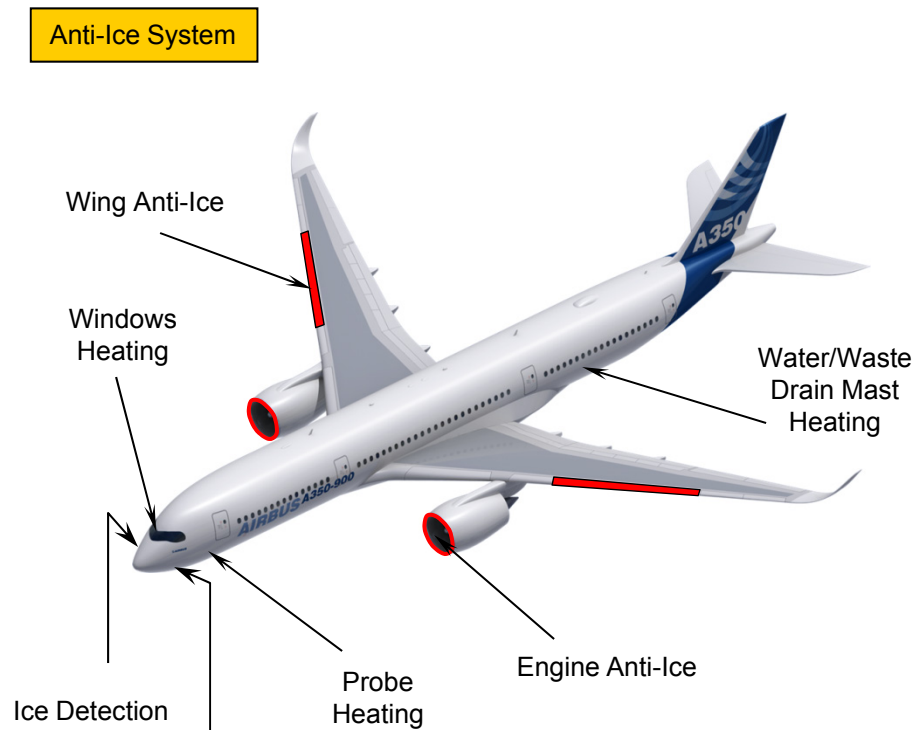 Anti-Ice System
Wing Anti-Ice
A350
Windows
Heating
Water/Waste
Drain Mast
Heating
AIRBUS A350-900
Engine Anti-Ice
Probe
Heating
Ice Detection